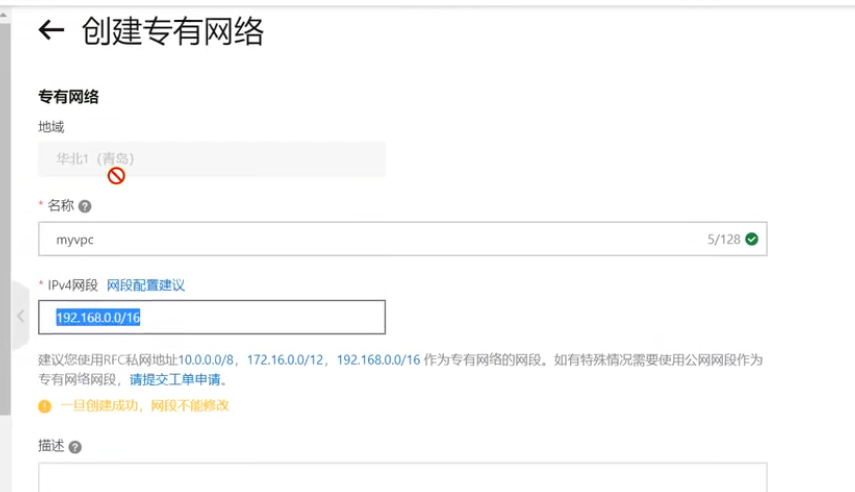 创建专有网络
专有网络
地域
华北1（青岛）
* 名称
myvpc 5/128
* IPv4网段 网段配置建议
192.168.0.0/16
建议您使用RFC私网地址10.0.0.0/8，172.16.0.0/12，192.168.0.0/16 作为专有网络的网段。如有特殊情况需要使用公网网段作为
专有网络网段，请提交工单申请。
一旦创建成功，网段不能修改
描述